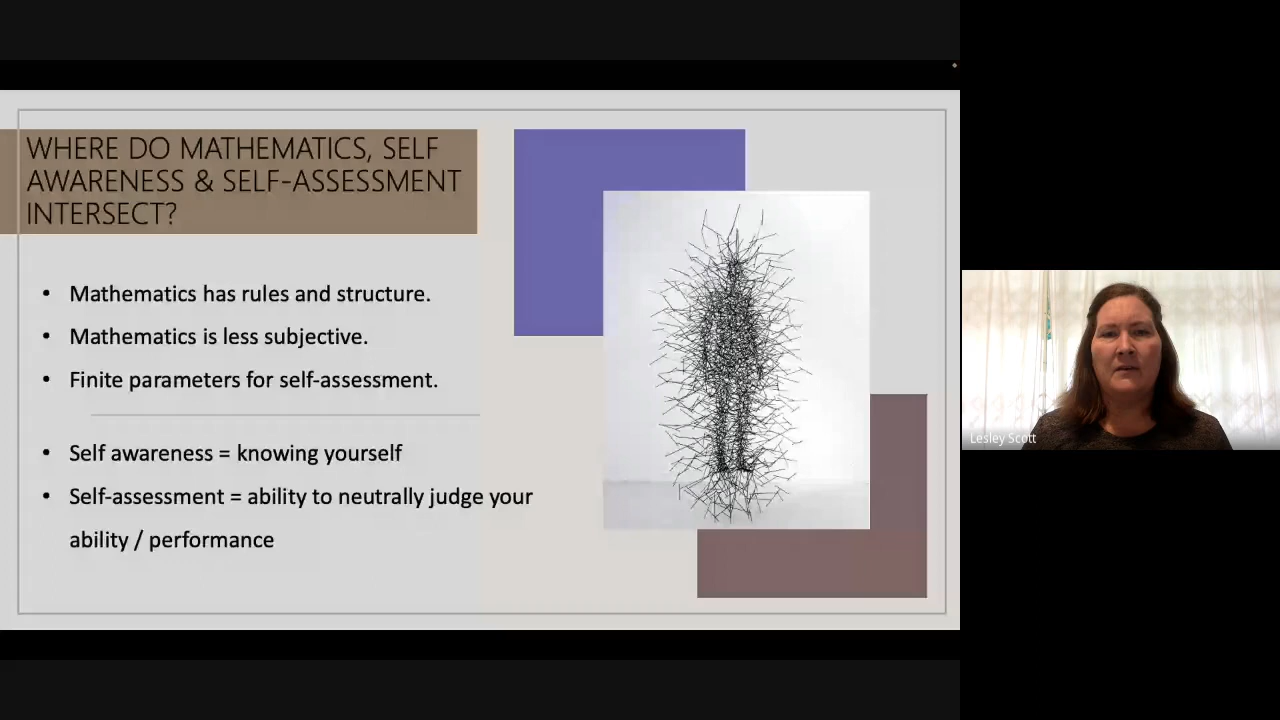 WHERE DO MATHEMATICS, SELF
AWARENESS & SELF-ASSESSMENT
INTERSECT?
• Mathematics has rules and structure.
• Mathematics is less subjective.
• Finite parameters for self-assessment.
• Self awareness = knowing yourself
• Self-assessment = ability to neutrally judge your
ability / performance
Lesley Scott